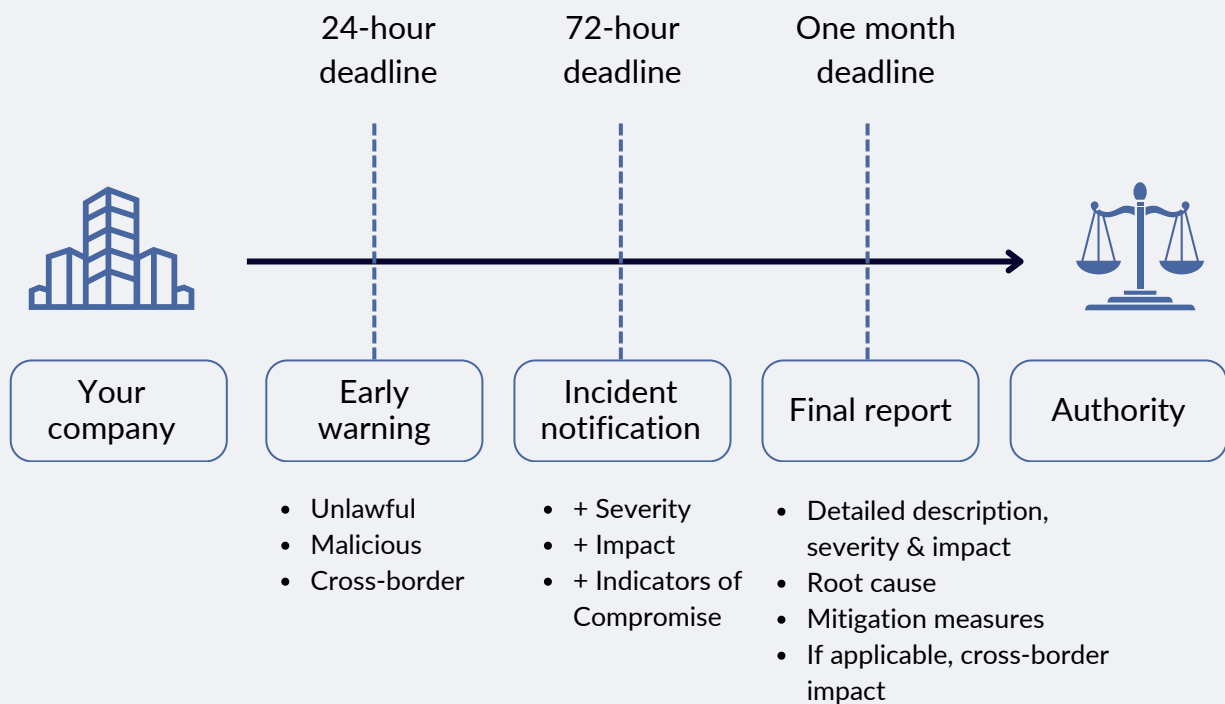 24-hour
deadline
72-hour
deadline
One month
deadline
Your
company
Early
warning
Incident
notification
Final report
Authority
• Unlawful
• Malicious
• Cross-border
• + Severity
• + Impact
• + Indicators of
Compromise
• Detailed description,
severity & impact
• Root cause
• Mitigation measures
• If applicable, cross-border
impact